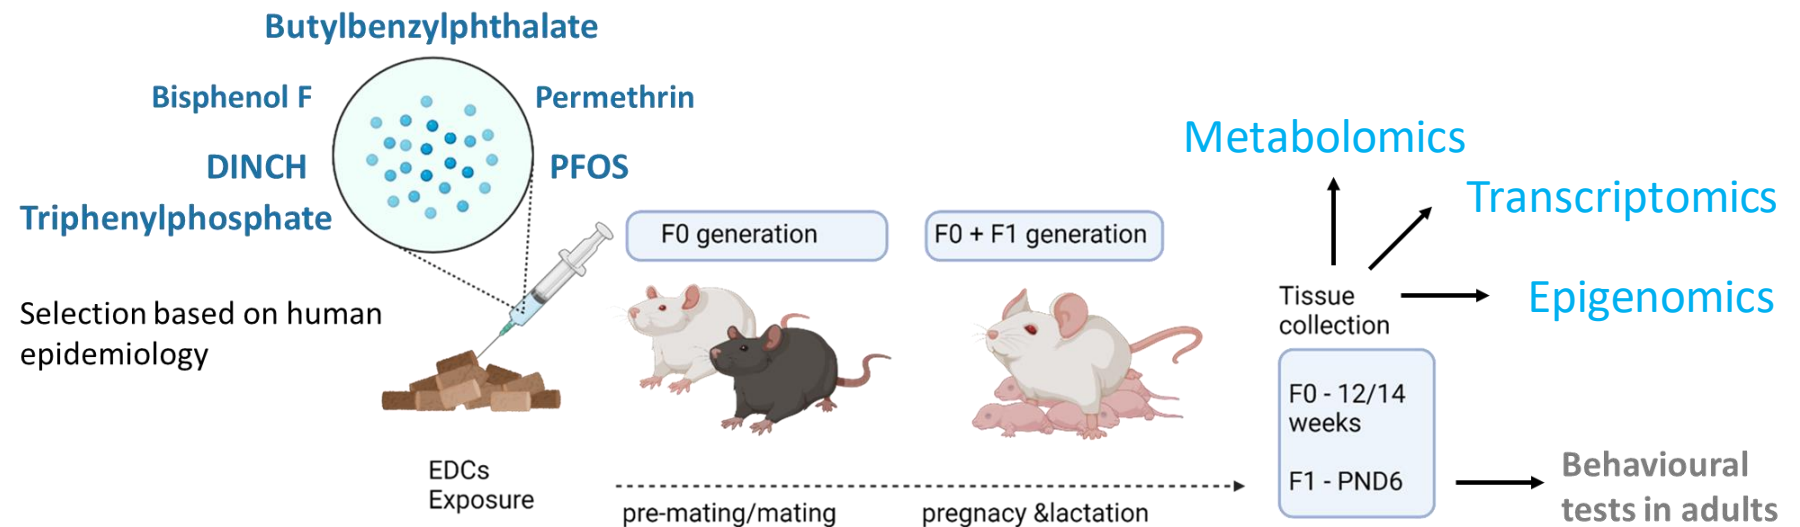 Butylbenzylphthalate
Bisphenol F
Permethrin
DINCH
PFOS
Triphenylphosphate
Selection based on human
epidemiology
EDCs
Exposure
F0 generation
F0 + F1 generation
pre-mating/mating
pregnacy &lactation
Metabolomics
Transcriptomics
Epigenomics
Tissue
collection
F0 - 12/14
weeks
F1 - PND6
Behavioural
tests in adults